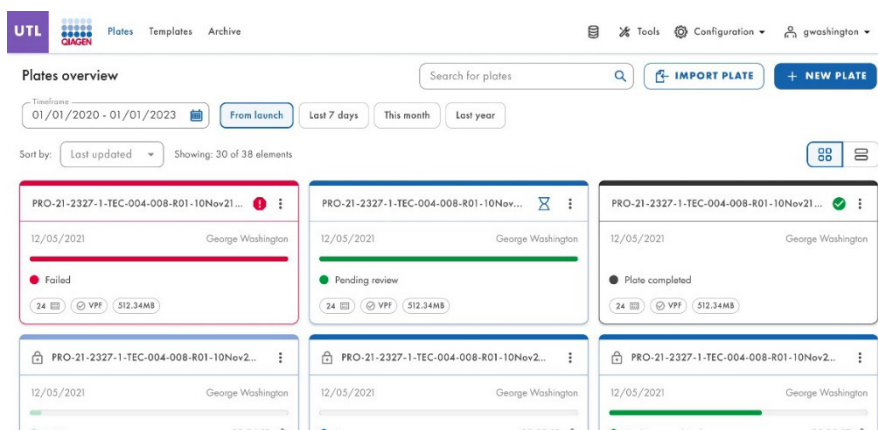 UTL QIAGEN Plates Templates Archive Tools Configuration gwashington
Plates overview Search for plates IMPORT PLATE + NEW PLATE
Timeframe
01/01/2020 - 01/01/2023 From launch Last 7 days This month Last year
Sort by: Last updated Showing: 30 of 38 elements
PRO-21-2327-1-TEC-004-008-R01-10Nov21... PRO-21-2327-1-TEC-004-008-R01-10Nov... PRO-21-2327-1-TEC-004-008-R01-10Nov21...
12/05/2021 George Washington 12/05/2021 George Washington 12/05/2021 George Washington
Failed Pending review Plate completed
24 VPF 512.34MB 24 VPF 512.34MB 24 VPF 512.34MB
PRO-21-2327-1-TEC-004-008-R01-10Nov2... PRO-21-2327-1-TEC-004-008-R01-10Nov2... PRO-21-2327-1-TEC-004-008-R01-10Nov2...
12/05/2021 George Washington 12/05/2021 George Washington 12/05/2021 George Washington